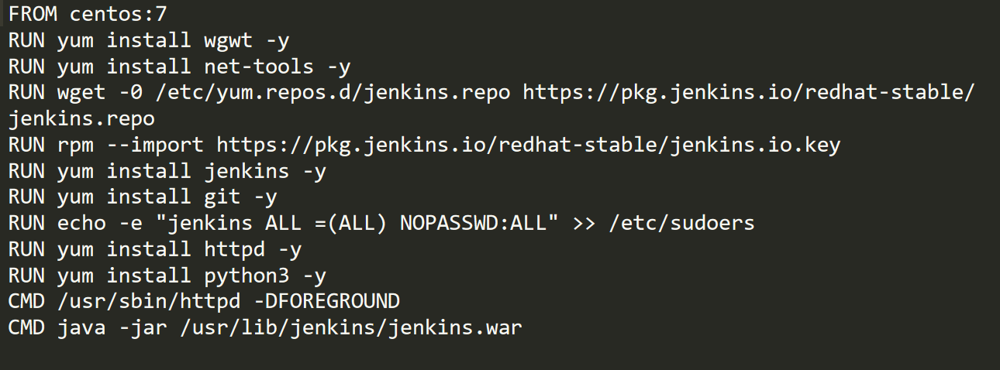 FROM centos:7
RUN yum install wgwt -y
RUN yum install net-tools -y
RUN wget -0 /etc/yum.repos.d/jenkins.repo https://pkg.jenkins.io/redhat-stable/
jenkins.repo
RUN rpm --import https://pkg.jenkins.io/redhat-stable/jenkins.io.key
RUN yum install jenkins -y
RUN yum install git -y
RUN echo -e "jenkins ALL =(ALL) NOPASSWD:ALL" >> /etc/sudoers
RUN yum install httpd -y
RUN yum install python3 -y
CMD /usr/sbin/httpd -DFOREGROUND
CMD java -jar /usr/lib/jenkins/jenkins.war